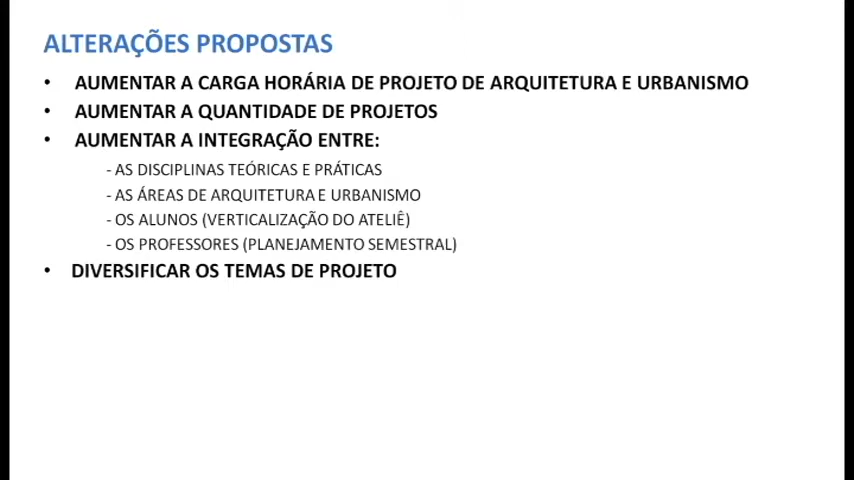 ALTERAÇÕES PROPOSTAS
• AUMENTAR A CARGA HORÁRIA DE PROJETO DE ARQUITETURA E URBANISMO
• AUMENTAR A QUANTIDADE DE PROJETOS
• AUMENTAR A INTEGRAÇÃO ENTRE:
- AS DISCIPLINAS TEÓRICAS E PRÁTICAS
- AS ÁREAS DE ARQUITETURA E URBANISMO
- OS ALUNOS (VERTICALIZAÇÃO DO ATELIÊ)
- OS PROFESSORES (PLANEJAMENTO SEMESTRAL)
• DIVERSIFICAR OS TEMAS DE PROJETO